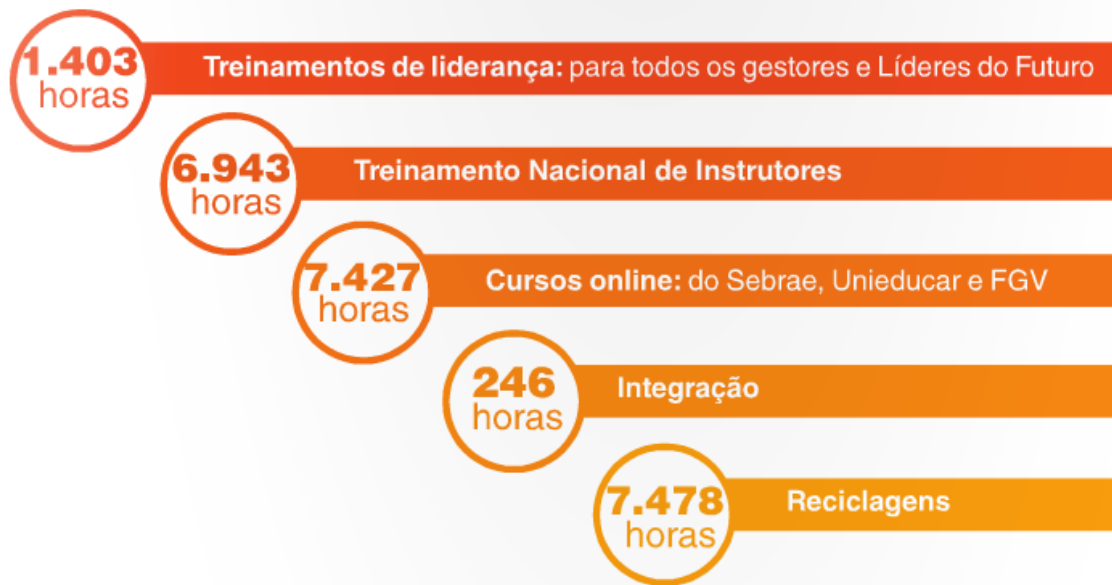 1.403
horas
Treinamentos de liderança: para todos os gestores e Líderes do Futuro
6.943
horas
Treinamento Nacional de Instrutores
7.427
horas
Cursos online: do Sebrae, Unieducar e FGV
246
horas
Integração
7.478
horas
Reciclagens